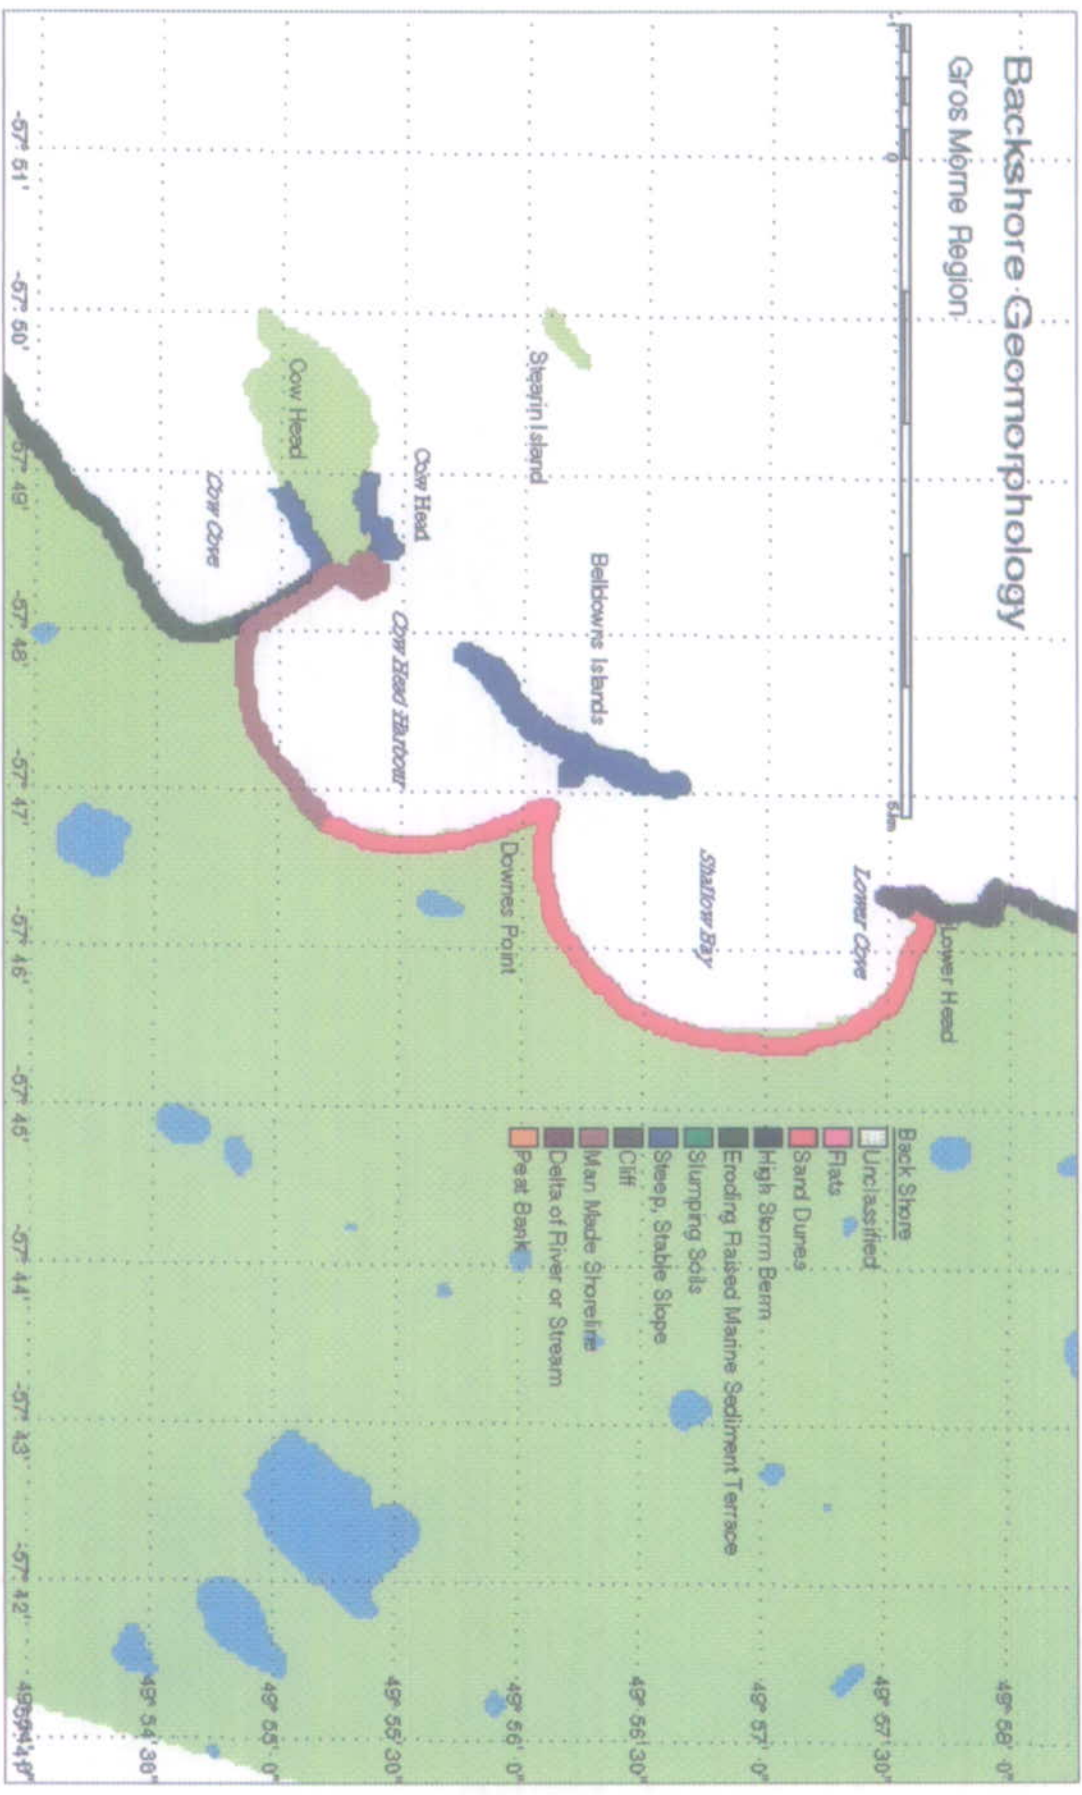 Backshore Geomorphology
Gros Morne Region
1
0
5 km
Lower Head
Lower Cove
Shallow Bay
Belldowns Islands
Stearin Island
Downes Point
Cow Head
Cow Head Harbour
Cow Head
Cow Cove
Back Shore
Unclassified
Flats
Sand Dunes
High Storm Berm
Eroding Raised Marine Sediment Terrace
Slumping Soils
Steep, Stable Slope
Cliff
Man Made Shoreline
Delta of River or Stream
Peat Bank
49° 58' 0"
49° 57' 30"
49° 57' 0"
49° 56' 30"
49° 56' 0"
49° 55' 30"
49° 55' 0"
49° 54' 30"
-57° 51'
-57° 50'
-57° 49'
-57° 48'
-57° 47'
-57° 46'
-57° 45'
-57° 44'
-57° 43'
-57° 42'